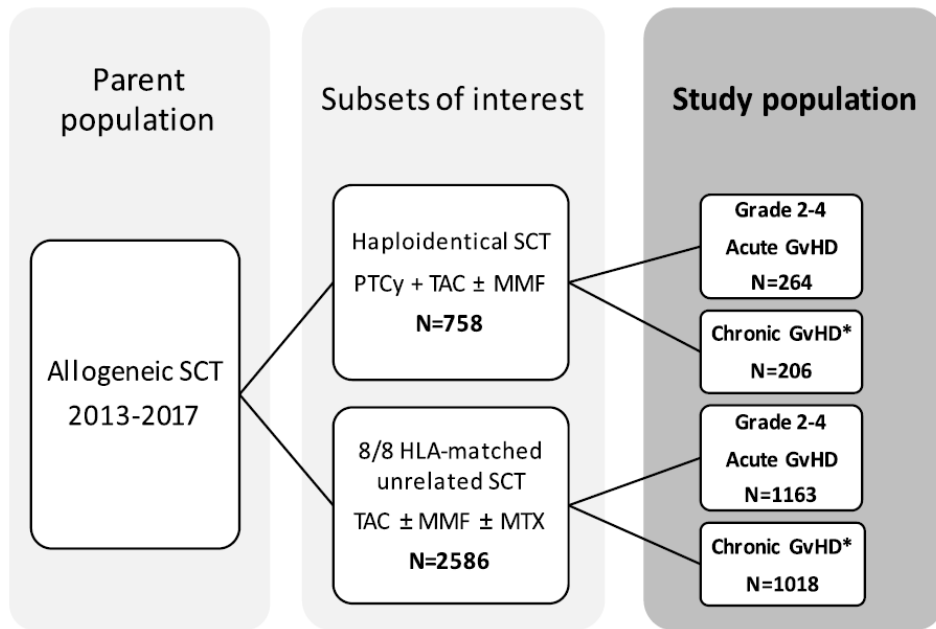 Parent
population
Allogeneic SCT
2013-2017
Subsets of interest
Haploidentical SCT
PTCy + TAC ± MMF
N=758
8/8 HLA-matched
unrelated SCT
TAC ± MMF ± MTX
N=2586
Study population
Grade 2-4
Acute GvHD
N=264
Chronic GvHD*
N=206
Grade 2-4
Acute GvHD
N=1163
Chronic GvHD*
N=1018